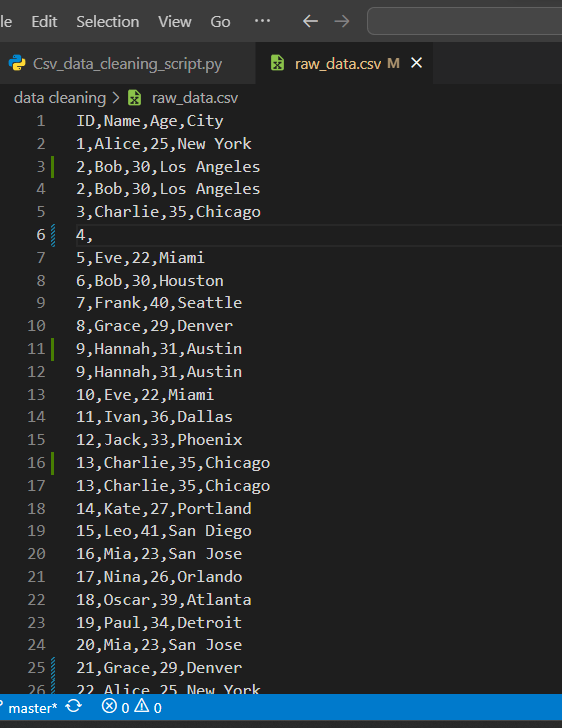 le Edit Selection View Go ...
Csv_data_cleaning_script.py raw_data.csv M
data cleaning > raw_data.csv
1 ID,Name,Age,City
2 1,Alice,25,New York
3 2,Bob,30,Los Angeles
4 2,Bob,30,Los Angeles
5 3,Charlie,35,Chicago
6 4,
7 5,Eve,22,Miami
8 6,Bob,30,Houston
9 7,Frank,40,Seattle
10 8,Grace,29,Denver
11 9,Hannah,31,Austin
12 9,Hannah,31,Austin
13 10,Eve,22,Miami
14 11,Ivan,36,Dallas
15 12,Jack,33,Phoenix
16 13,Charlie,35,Chicago
17 13,Charlie,35,Chicago
18 14,Kate,27,Portland
19 15,Leo,41,San Diego
20 16,Mia,23,San Jose
21 17,Nina,26,Orlando
22 18,Oscar,39,Atlanta
23 19,Paul,34,Detroit
24 20,Mia,23,San Jose
25 21,Grace,29,Denver
26 22,Alice,25,New York
master* 0 0